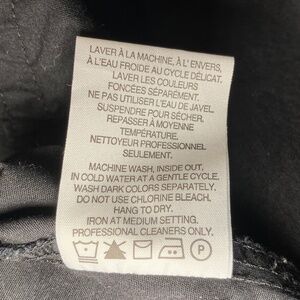 LAVER À LA MACHINE, À L'ENVERS,
À L'EAU FROIDE AU CYCLE DÉLICAT.
LAVER LES COULEURS
FONCÉES SÉPARÉMENT.
NE PAS UTILISER L'EAU DE JAVEL.
SUSPENDRE POUR SÉCHER.
REPASSER À MOYENNE
TEMPÉRATURE.
NETTOYEUR PROFESSIONNEL
SEULEMENT.
MACHINE WASH, INSIDE OUT,
IN COLD WATER AT A GENTLE CYCLE.
WASH DARK COLORS SEPARATELY.
DO NOT USE CHLORINE BLEACH.
HANG TO DRY.
IRON AT MEDIUM SETTING.
PROFESSIONAL CLEANERS ONLY.
P